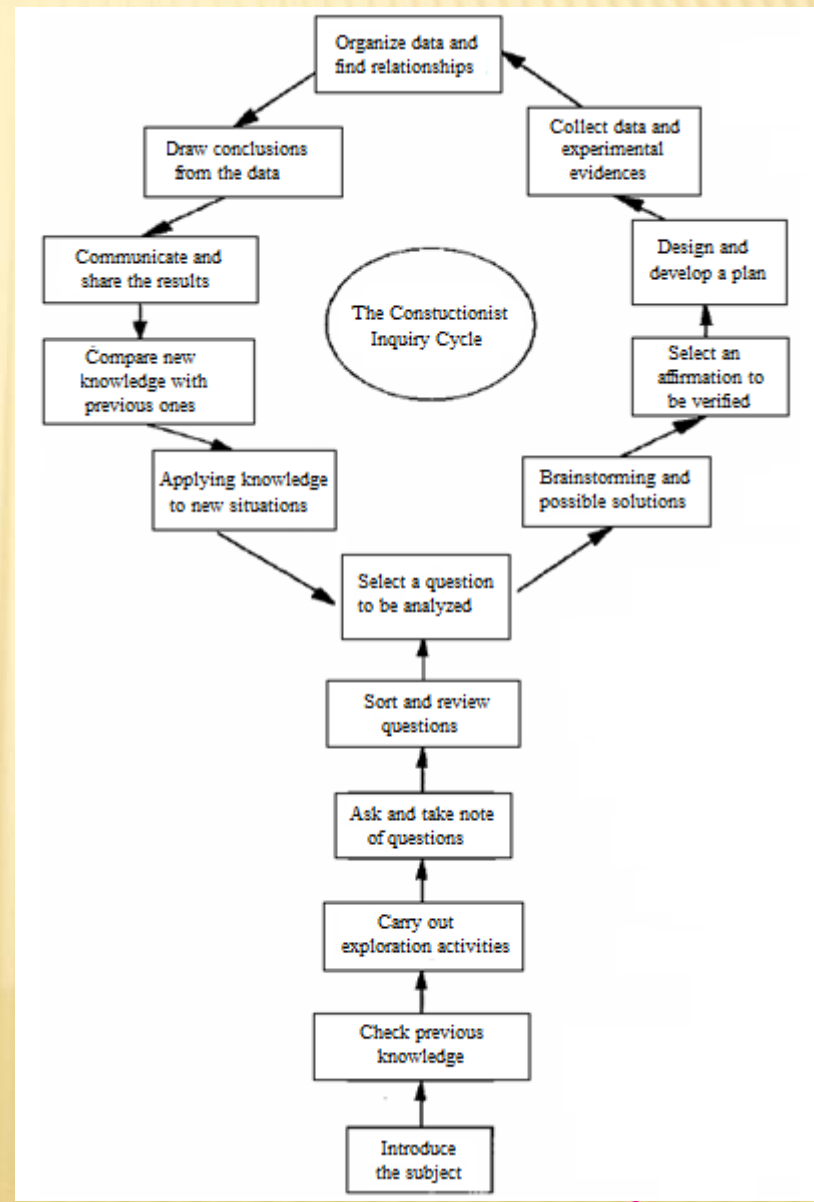 Organize data and
find relationships
Collect data and
experimental
evidences
Draw conclusions
from the data
Design and
develop a plan
Communicate and
share the results
The Constuctionist
Inquiry Cycle
Select an
affirmation to
be verified
Compare new
knowledge with
previous ones
Brainstorming and
possible solutions
Applying knowledge
to new situations
Select a question
to be analyzed
Sort and review
questions
Ask and take note
of questions
Carry out
exploration activities
Check previous
knowledge
Introduce
the subject